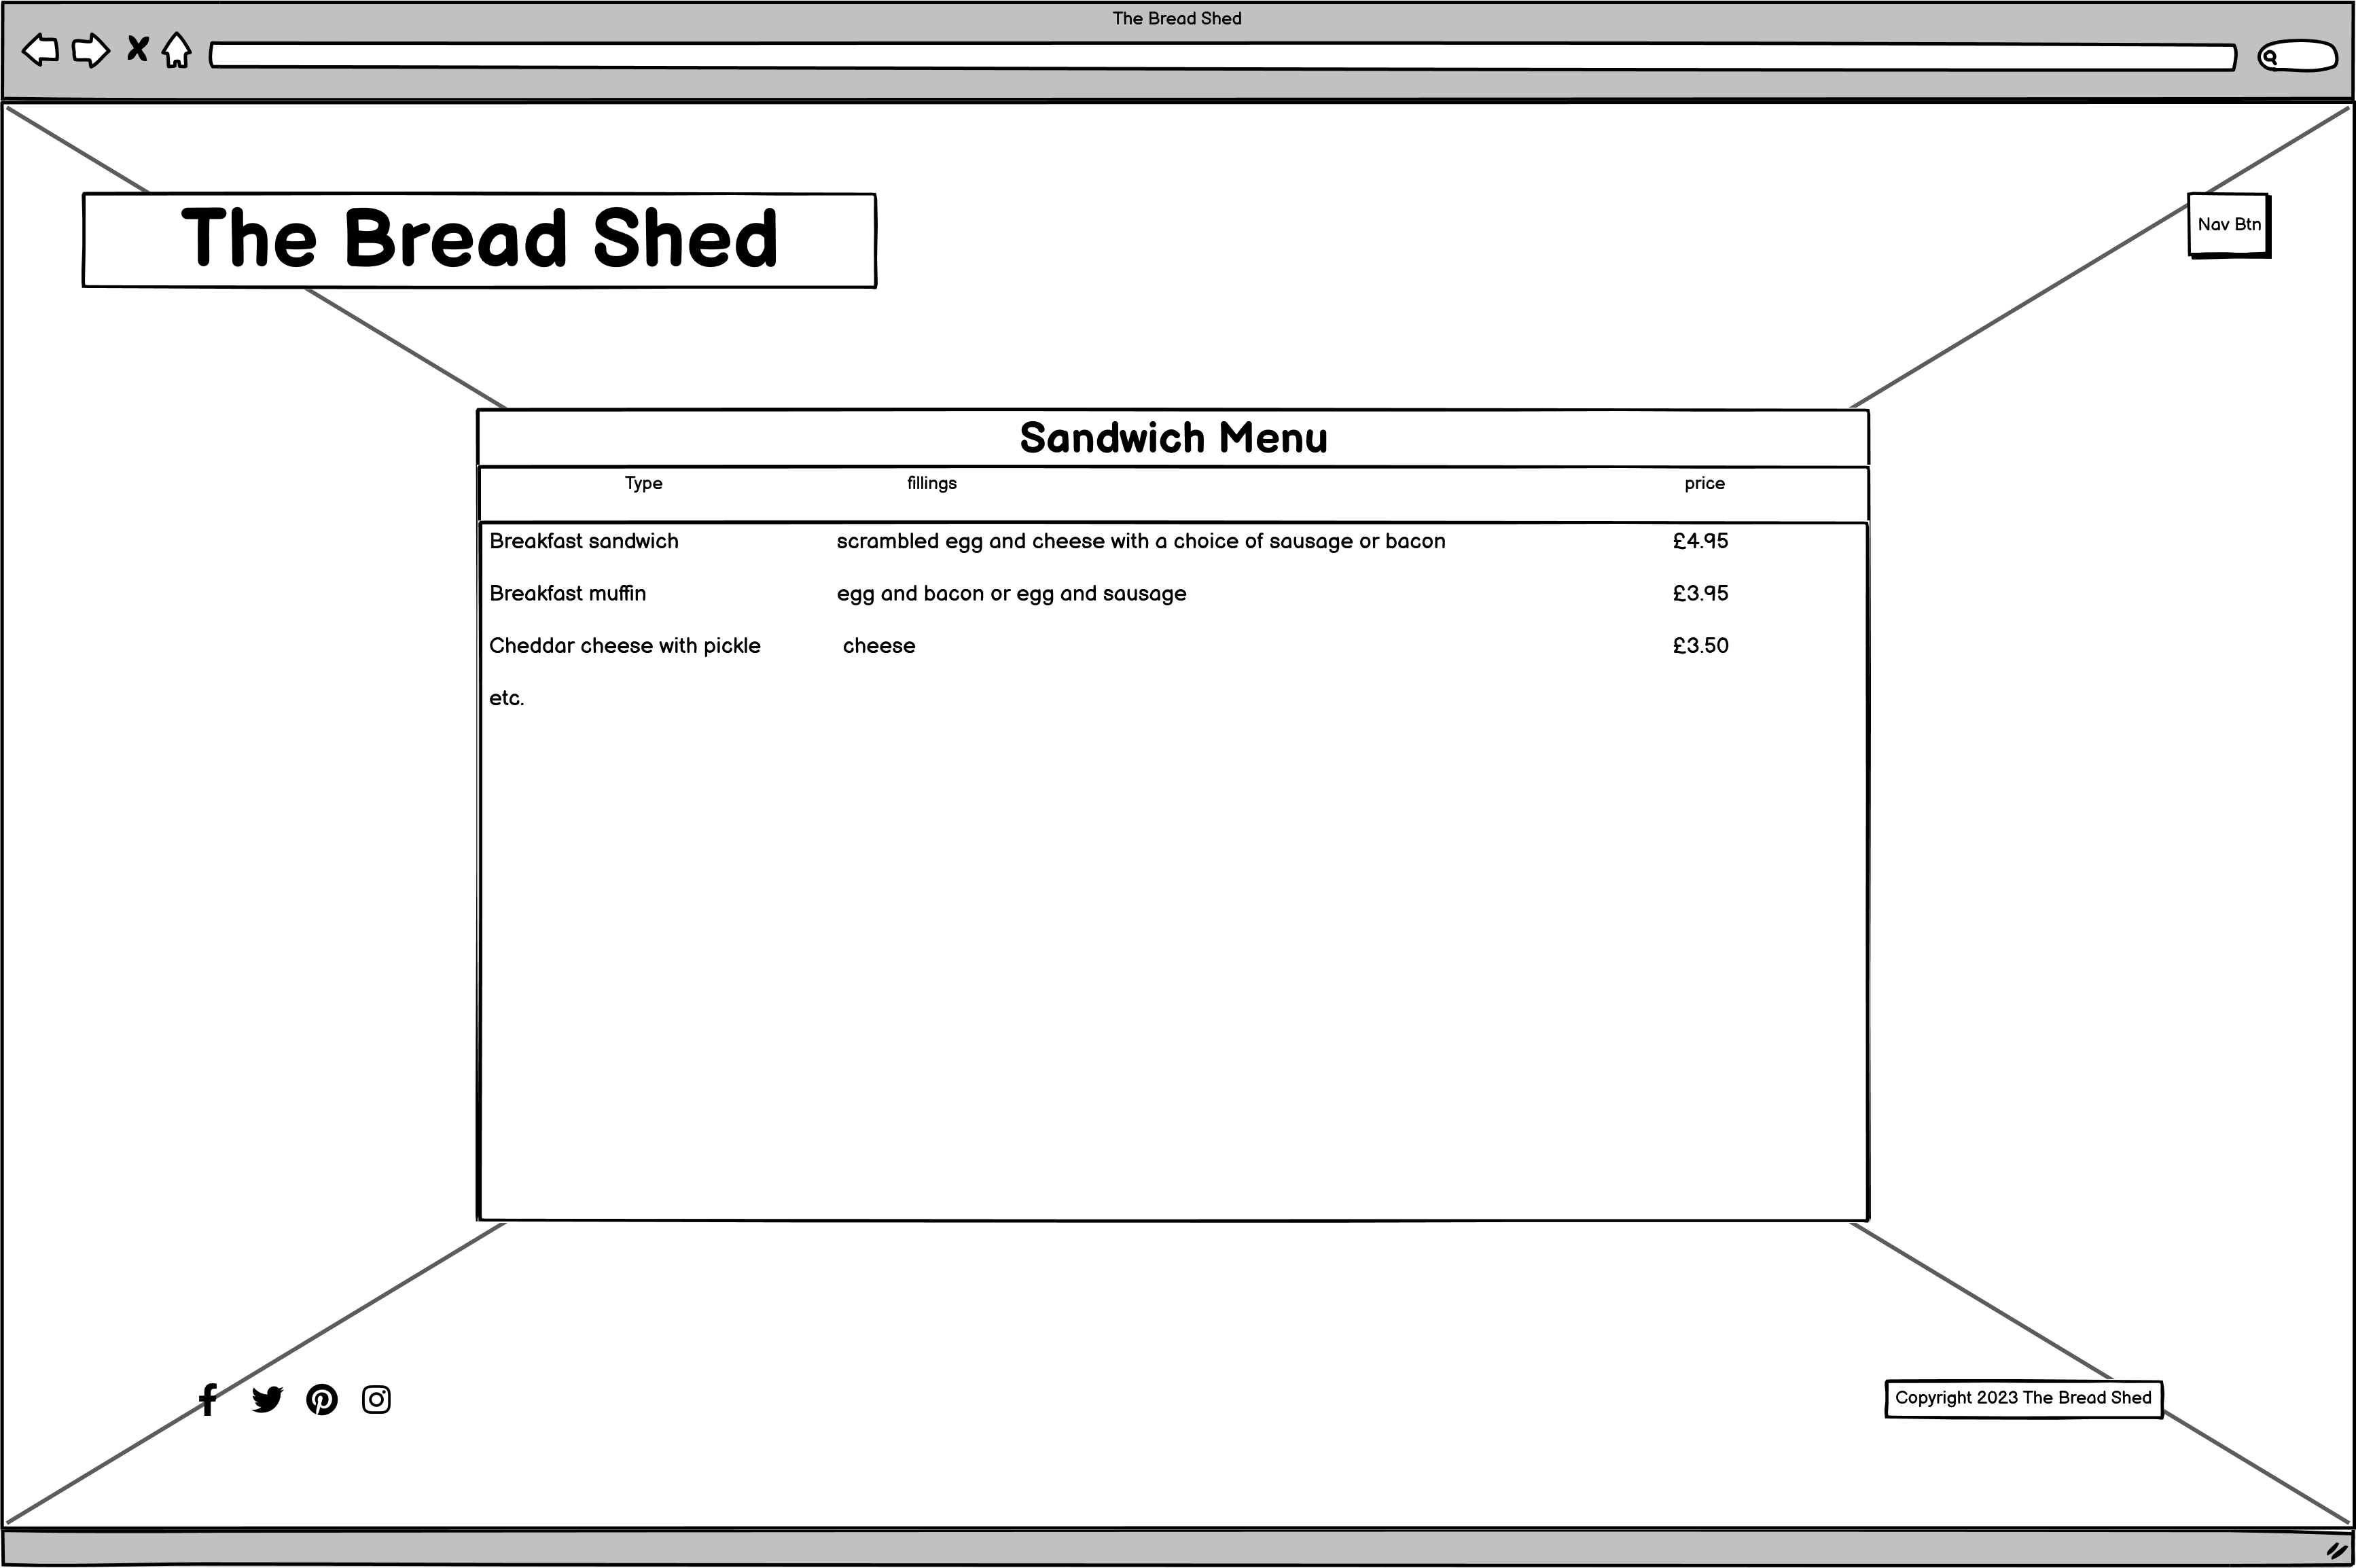 The Bread Shed
The Bread Shed
Nav Btn
Sandwich Menu
Type fillings price
Breakfast sandwich scrambled egg and cheese with a choice of sausage or bacon £4.95
Breakfast muffin egg and bacon or egg and sausage £3.95
Cheddar cheese with pickle cheese £3.50
etc.
Copyright 2023 The Bread Shed